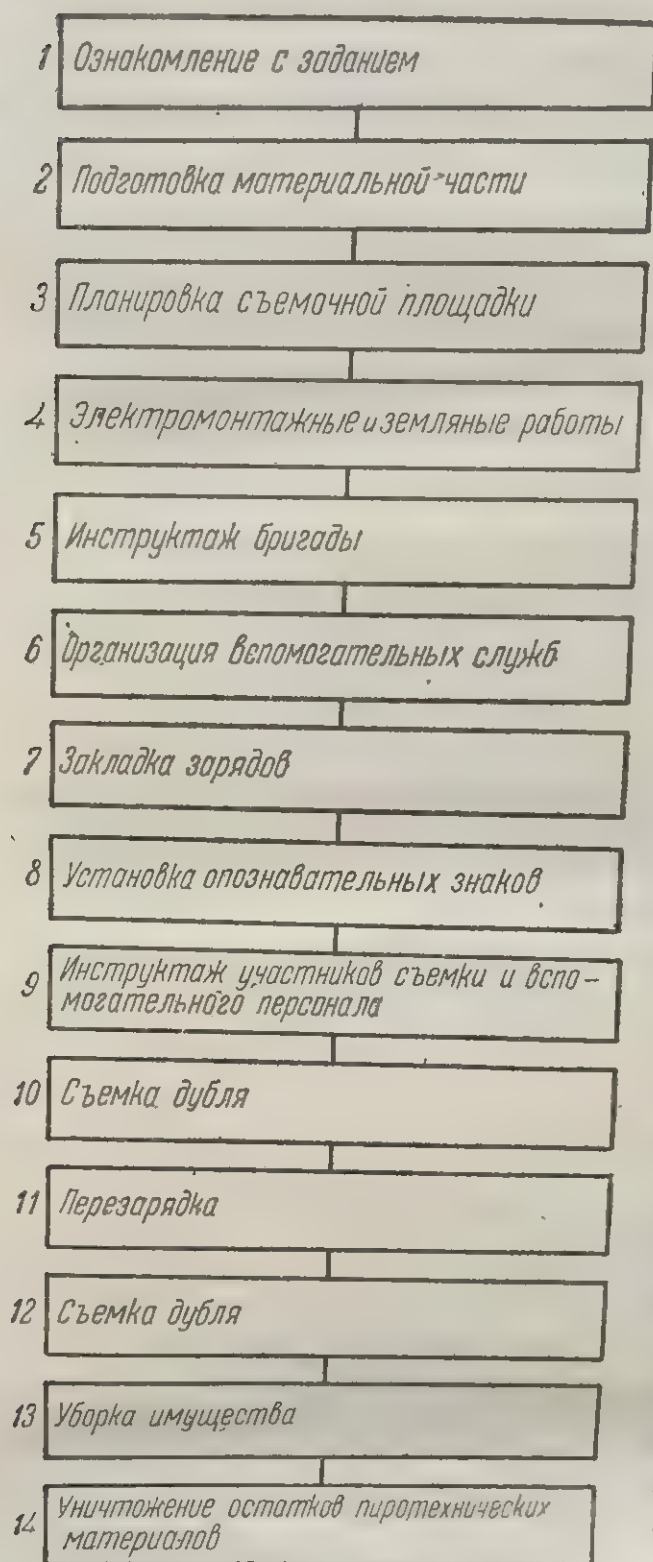 1 Ознакомление с заданием
2 Подготовка материальной части
3 Планировка съемочной площадки
4 Электромонтажные и земляные работы
5 Инструктаж бригады
6 Организация вспомогательных служб
7 Закладка зарядов
8 Установка опознавательных знаков
9 Инструктаж участников съемки и вспо-
могательного персонала
10 Съемка дубля
11 Перезарядка
12 Съемка дубля
13 Уборка имущества
14 Уничтожение остатков пиротехнических
материалов